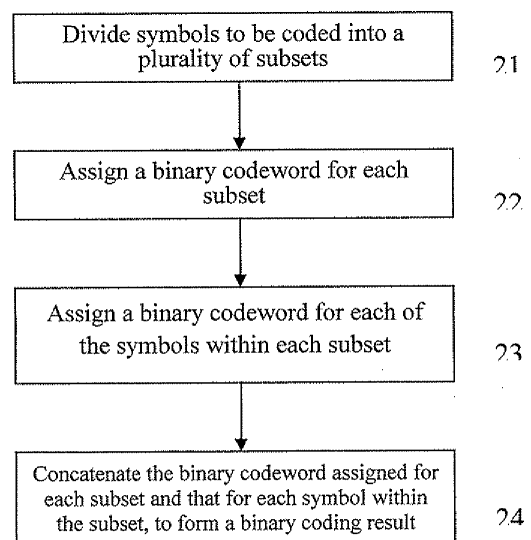 Divide symbols to be coded into a
plurality of subsets
21
Assign a binary codeword for each
subset
22
Assign a binary codeword for each of
the symbols within each subset
23
Concatenate the binary codeword assigned for
each subset and that for each symbol within
the subset, to form a binary coding result
24